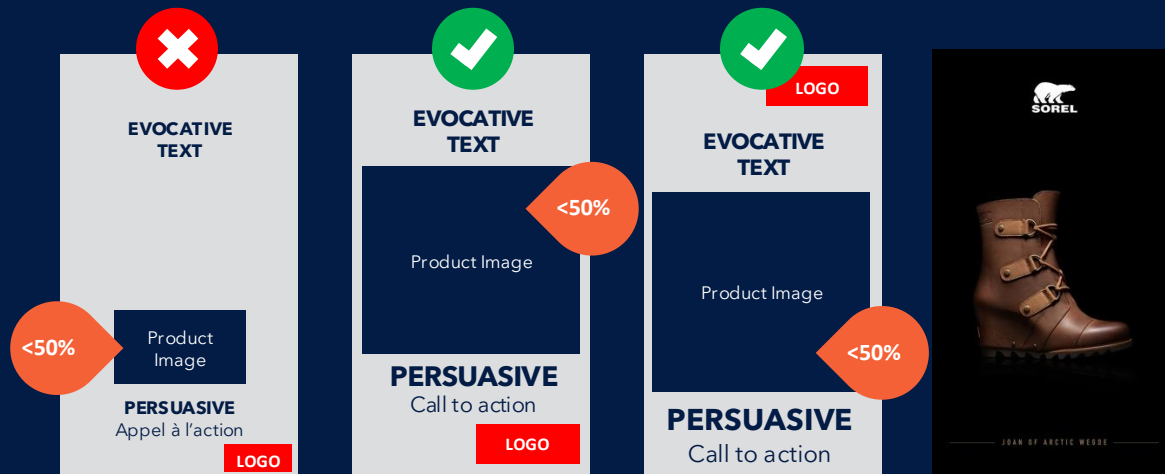 EVOCATIVE
TEXT
<50%
Product
Image
PERSUASIVE
Appel à l'action
LOGO
EVOCATIVE
TEXT
<50%
Product Image
PERSUASIVE
Call to action
LOGO
LOGO
EVOCATIVE
TEXT
Product Image
<50%
PERSUASIVE
Call to action
SOREL
JOAN OF ARCTIC WEGDE